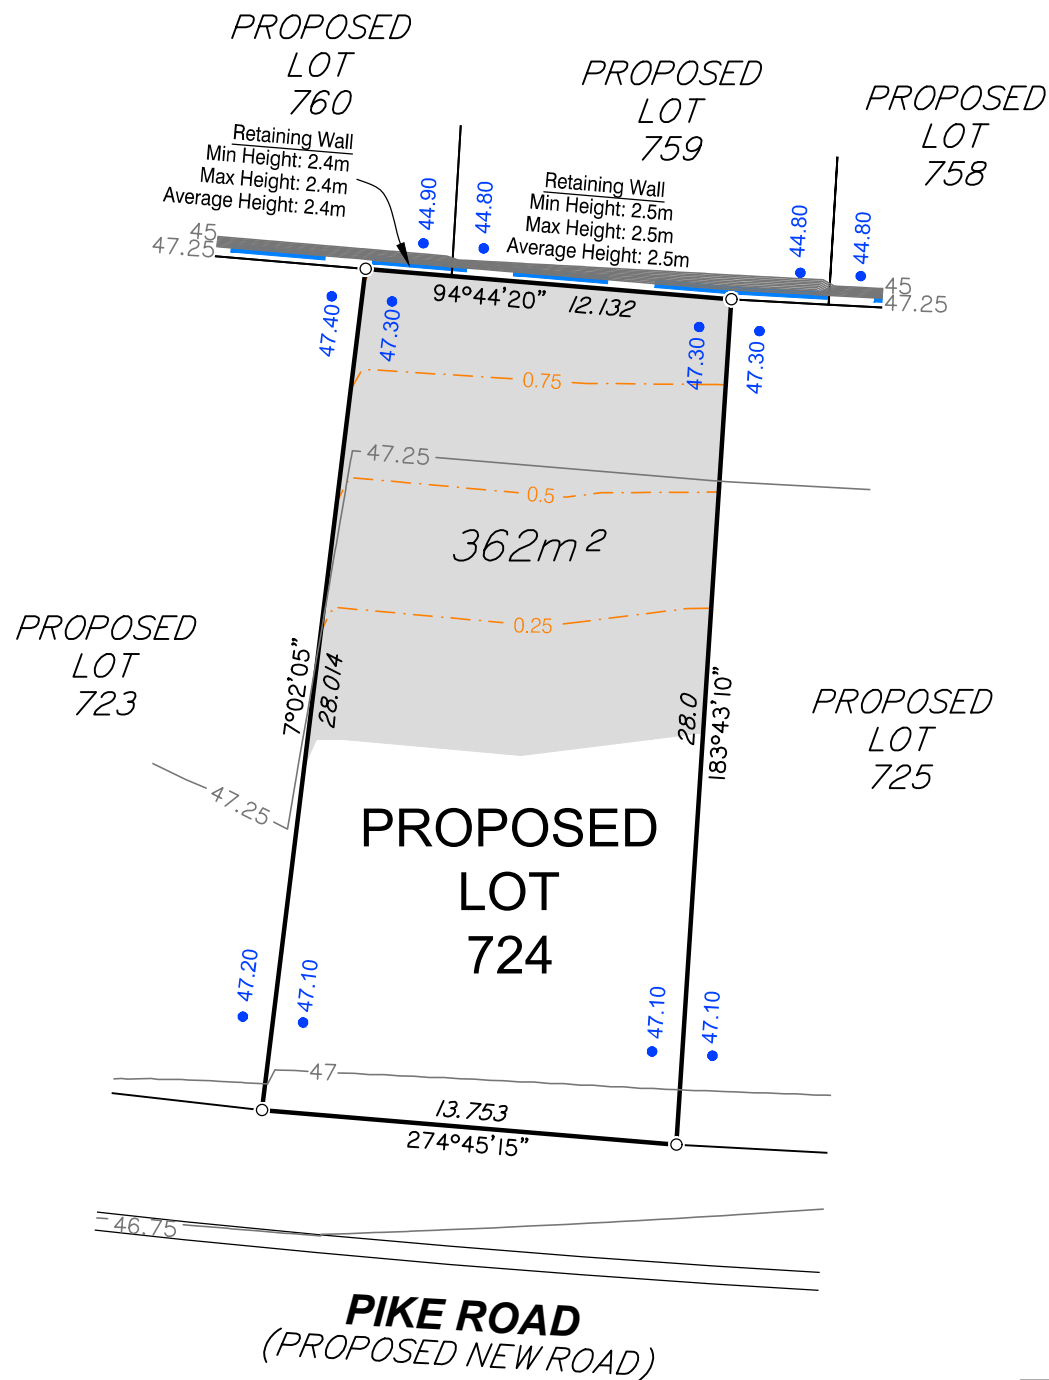 PROPOSED
LOT
760
PROPOSED
LOT
759
PROPOSED
LOT
758
Retaining Wall
Min Height: 2.4m
Max Height: 2.4m
Average Height: 2.4m
Retaining Wall
Min Height: 2.5m
Max Height: 2.5m
Average Height: 2.5m
44.90
44.80
44.80
44.80
45
47.25
45
47.25
94°44'20" 12.132
47.40
47.30
47.30
47.30
0.75
47.25
0.5
362m²
0.25
PROPOSED
LOT
723
7°02'05"
28.014
28.0
183°43'10"
PROPOSED
LOT
725
47.25
PROPOSED
LOT
724
47.20
47.10
47.10
47.10
47
13.753
274°45'15"
46.75
PIKE ROAD
(PROPOSED NEW ROAD)